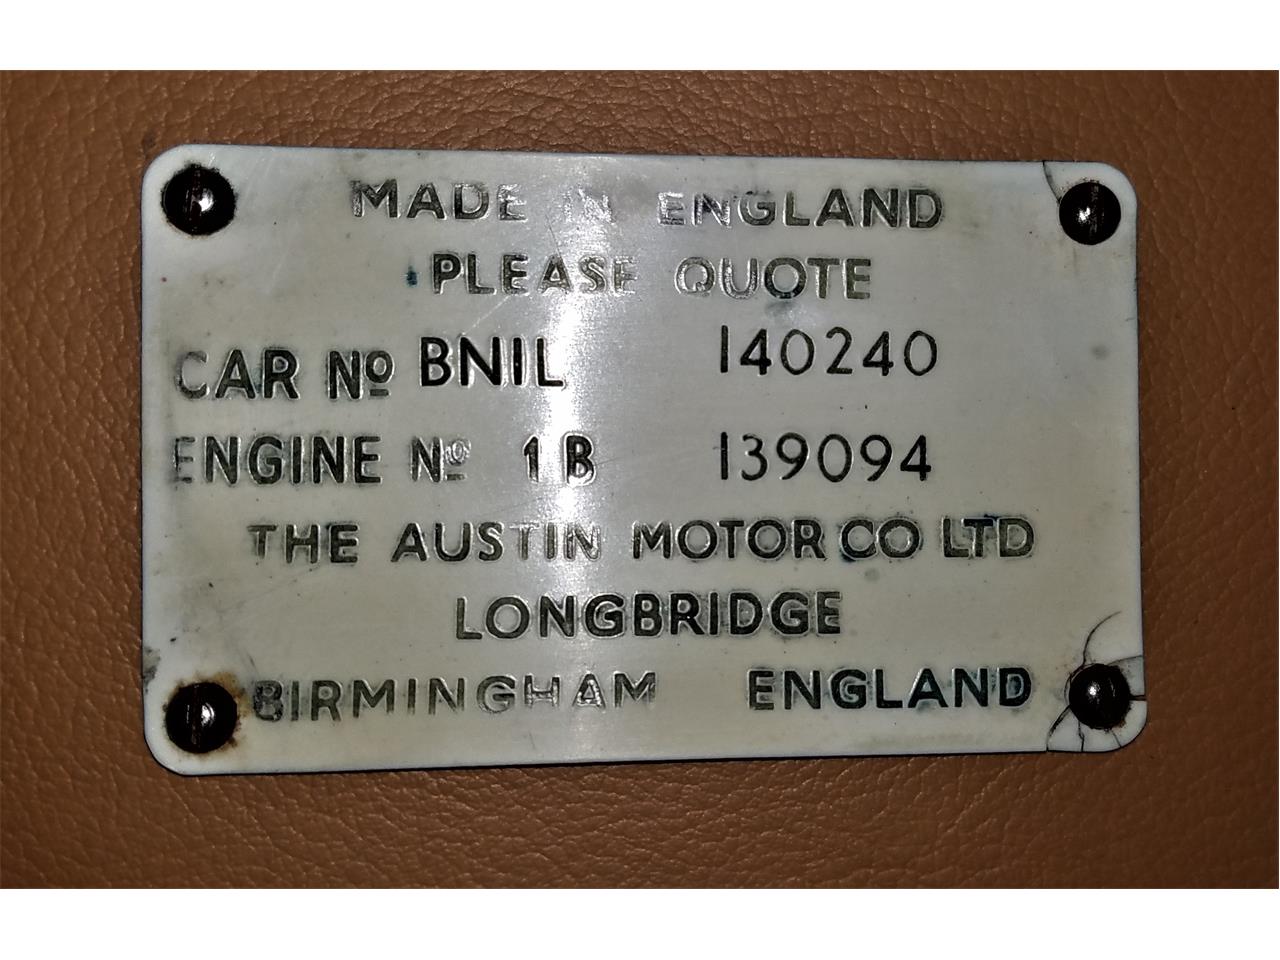 MADE IN ENGLAND
PLEASE QUOTE
CAR Nº BN1L 140240
ENGINE Nº 1B 139094
THE AUSTIN MOTOR CO LTD
LONGBRIDGE
BIRMINGHAM ENGLAND